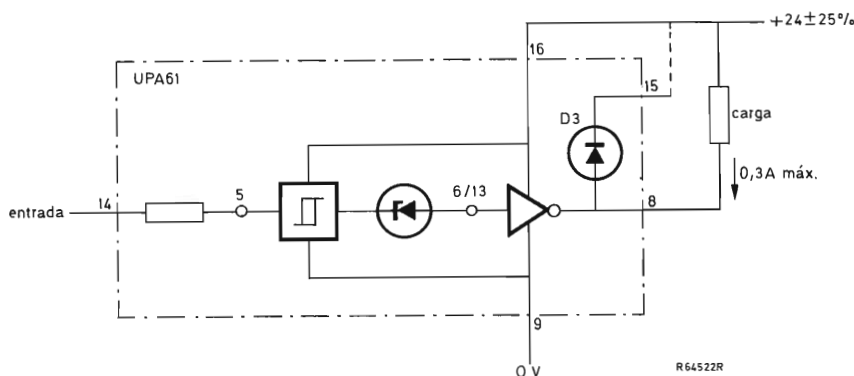 +24±25%
16
UPA61
15
D3
carga
0,3A máx.
5
6/13
14
entrada
8
9
0 V
R64522R